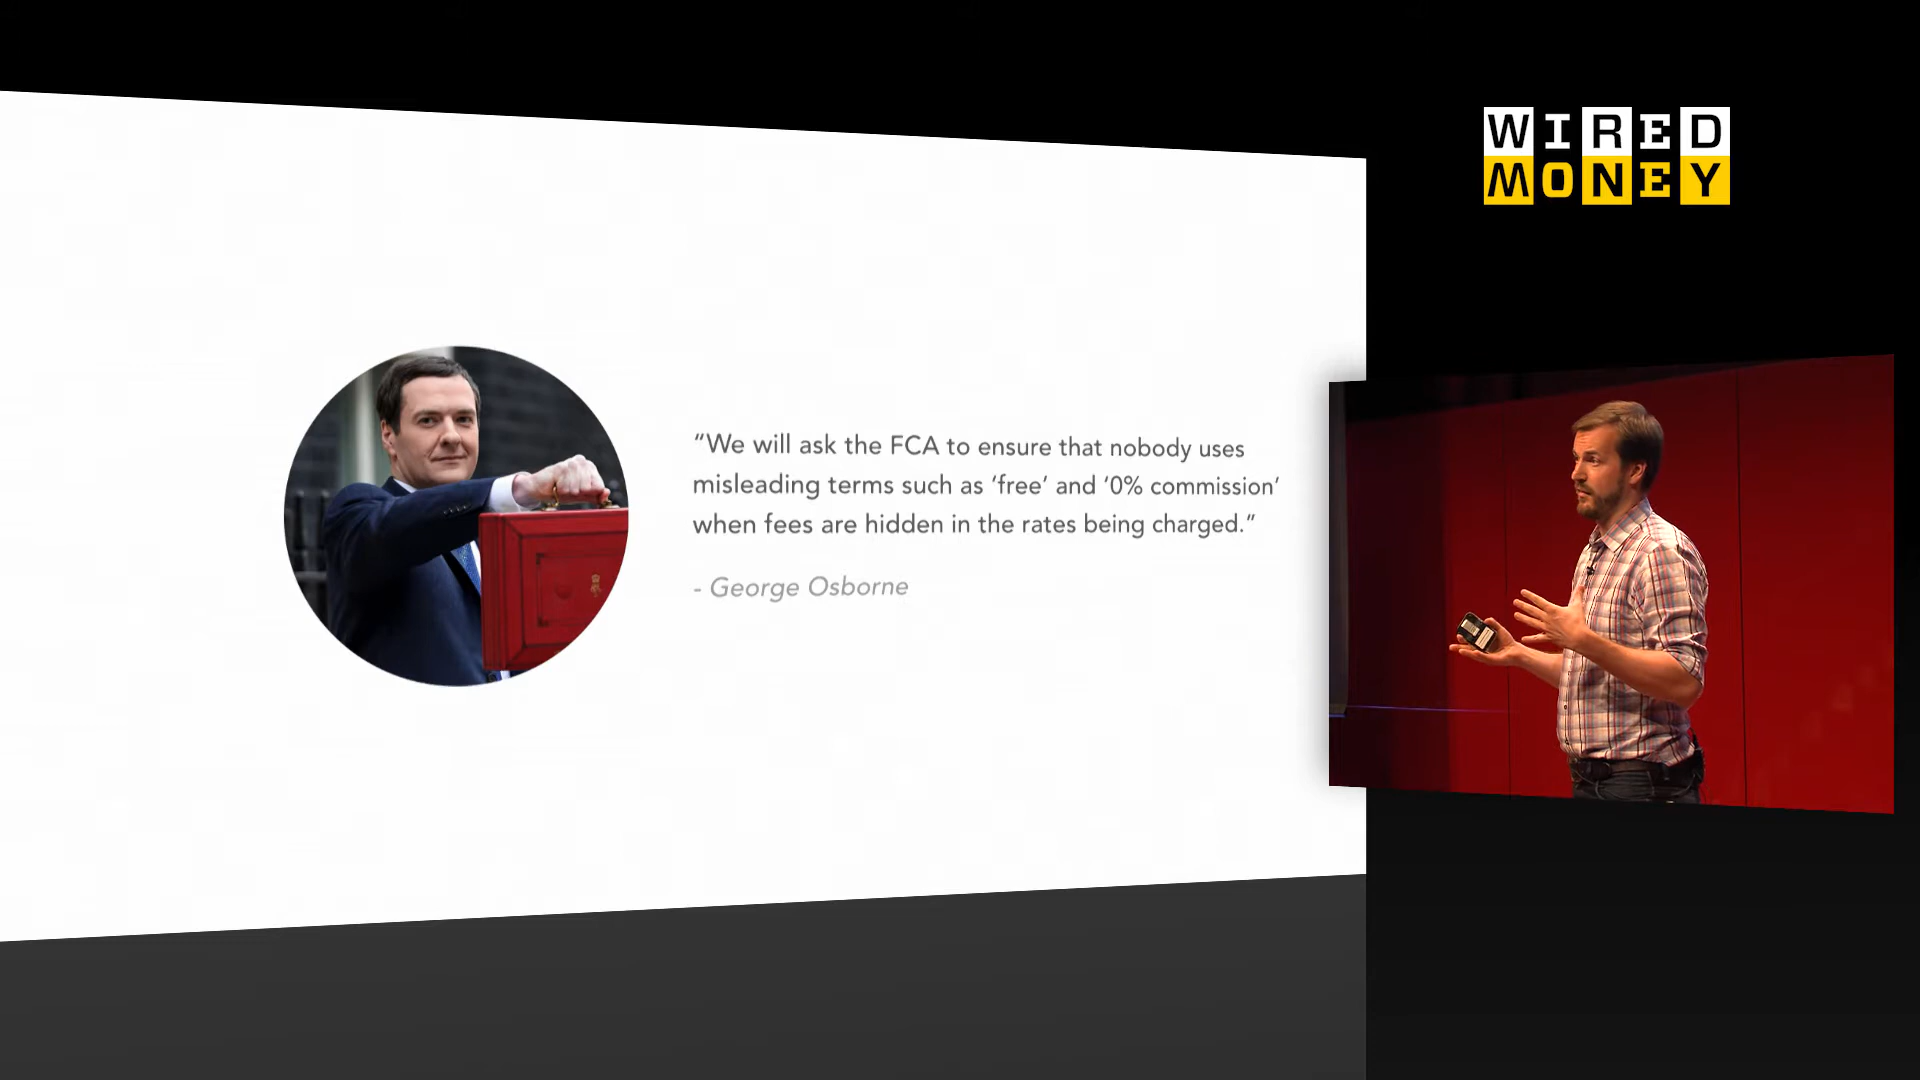 WIRED
MONEY
“We will ask the FCA to ensure that nobody uses
misleading terms such as ‘free’ and ‘0% commission’
when fees are hidden in the rates being charged.”
- George Osborne